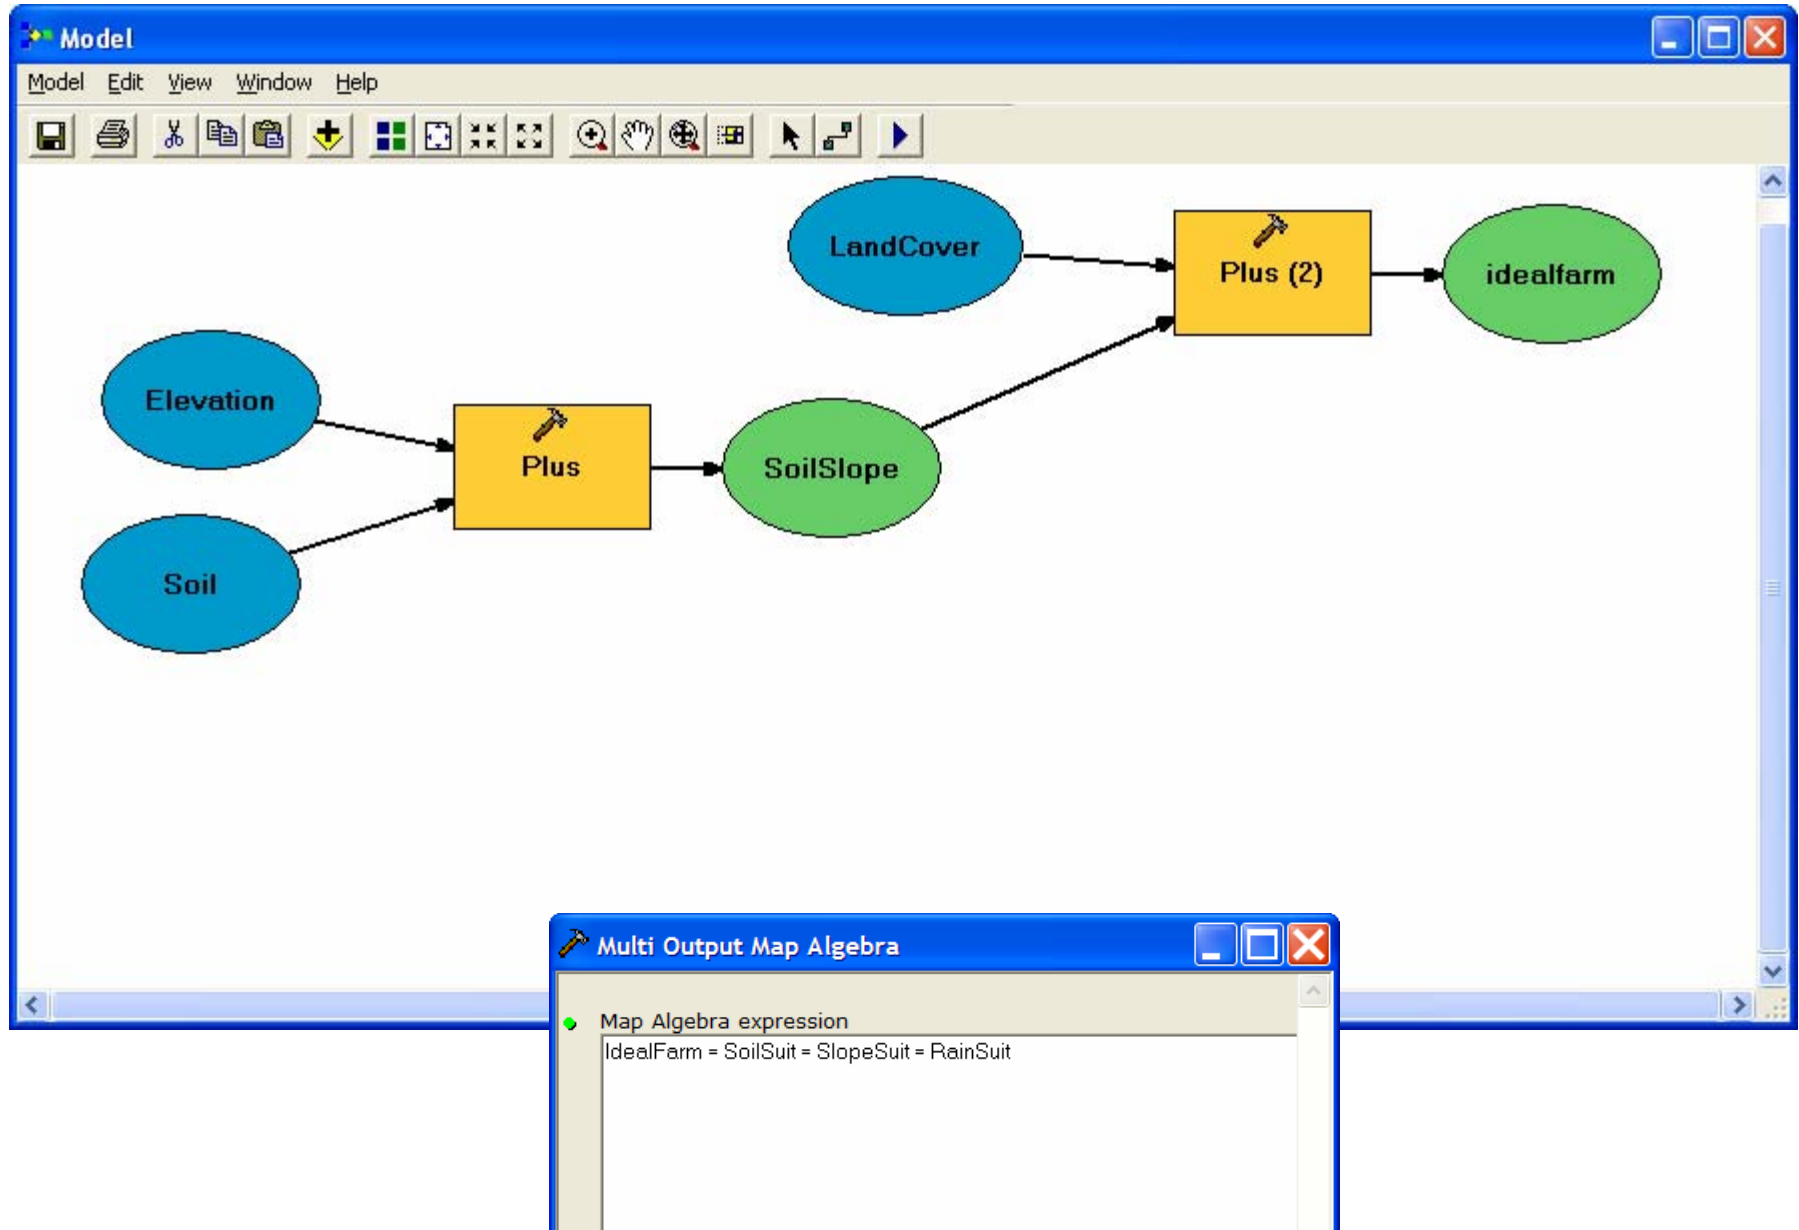 Model
Model Edit View Window Help
LandCover
Plus (2)
idealfarm
Elevation
Plus
SoilSlope
Soil
Multi Output Map Algebra
Map Algebra expression
IdealFarm = SoilSuit = SlopeSuit = RainSuit